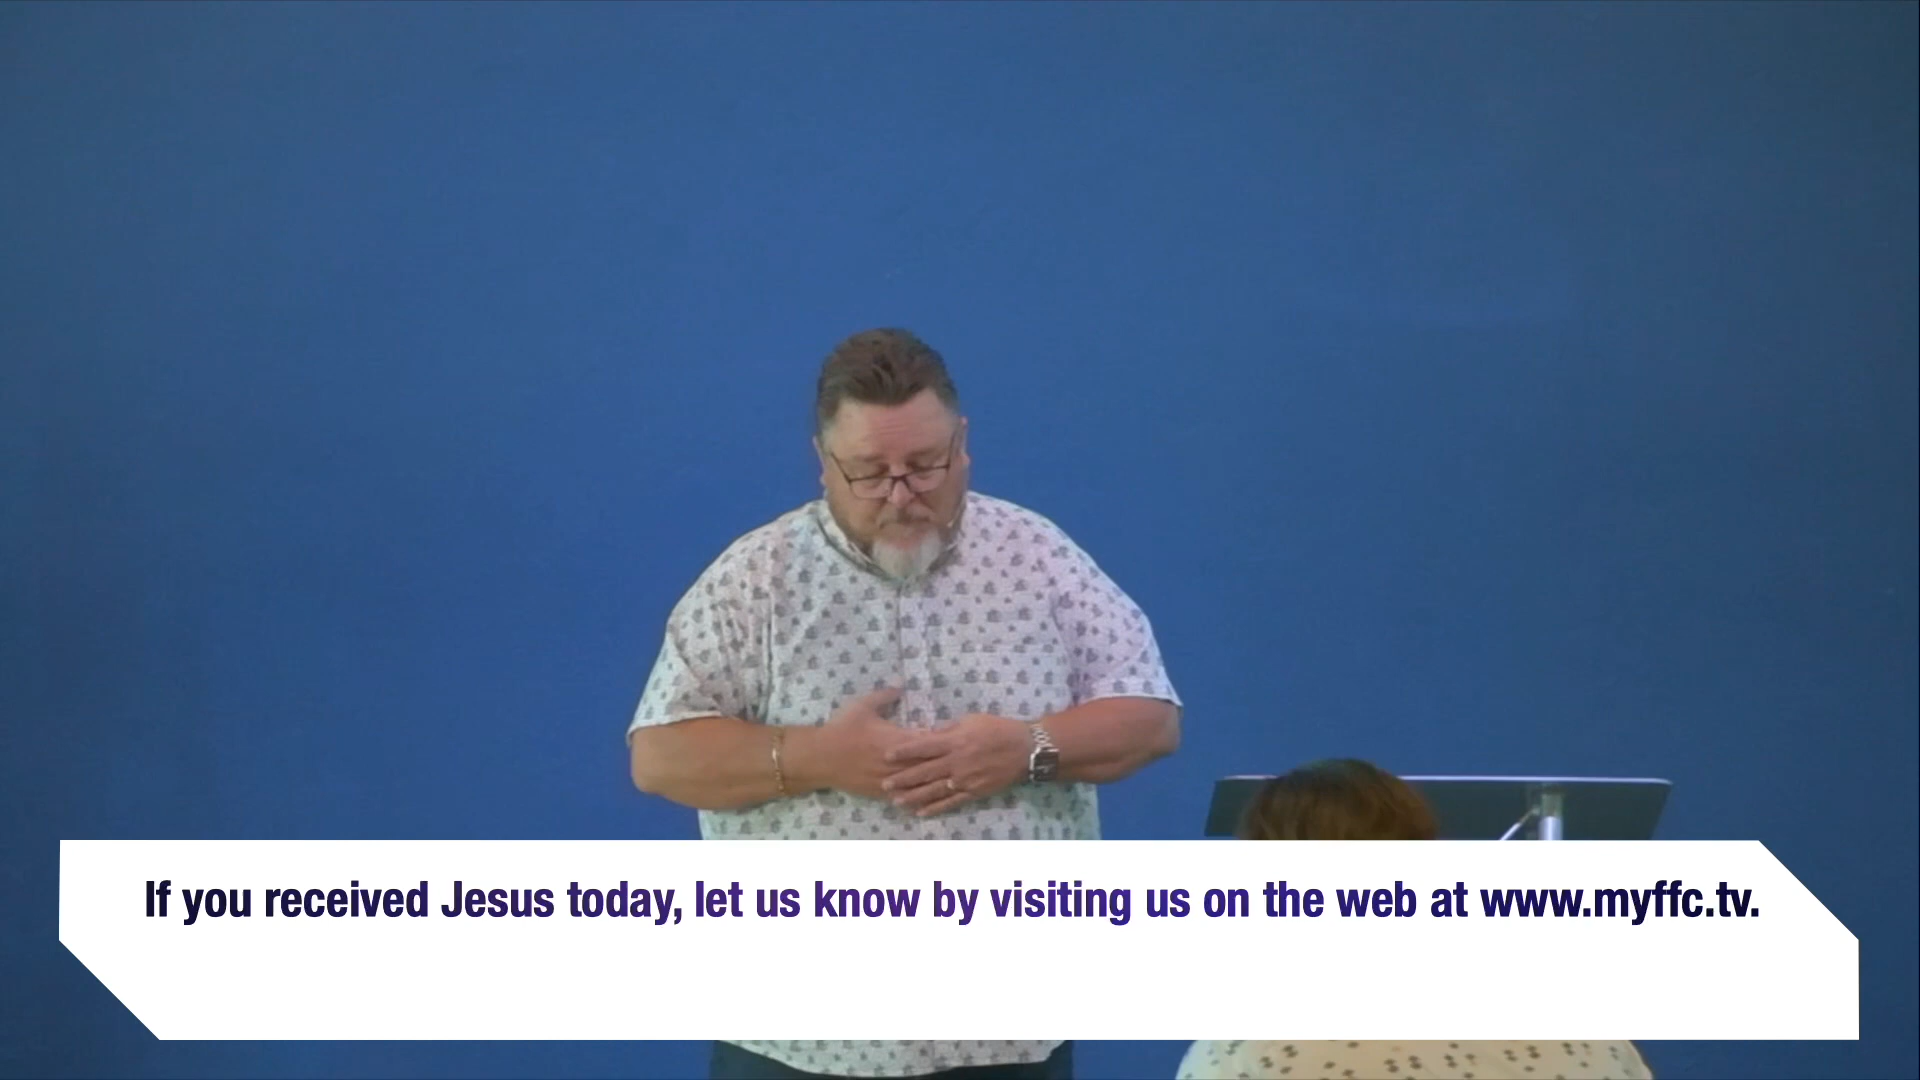 If you received Jesus today, let us know by visiting us on the web at www.myffc.tv.